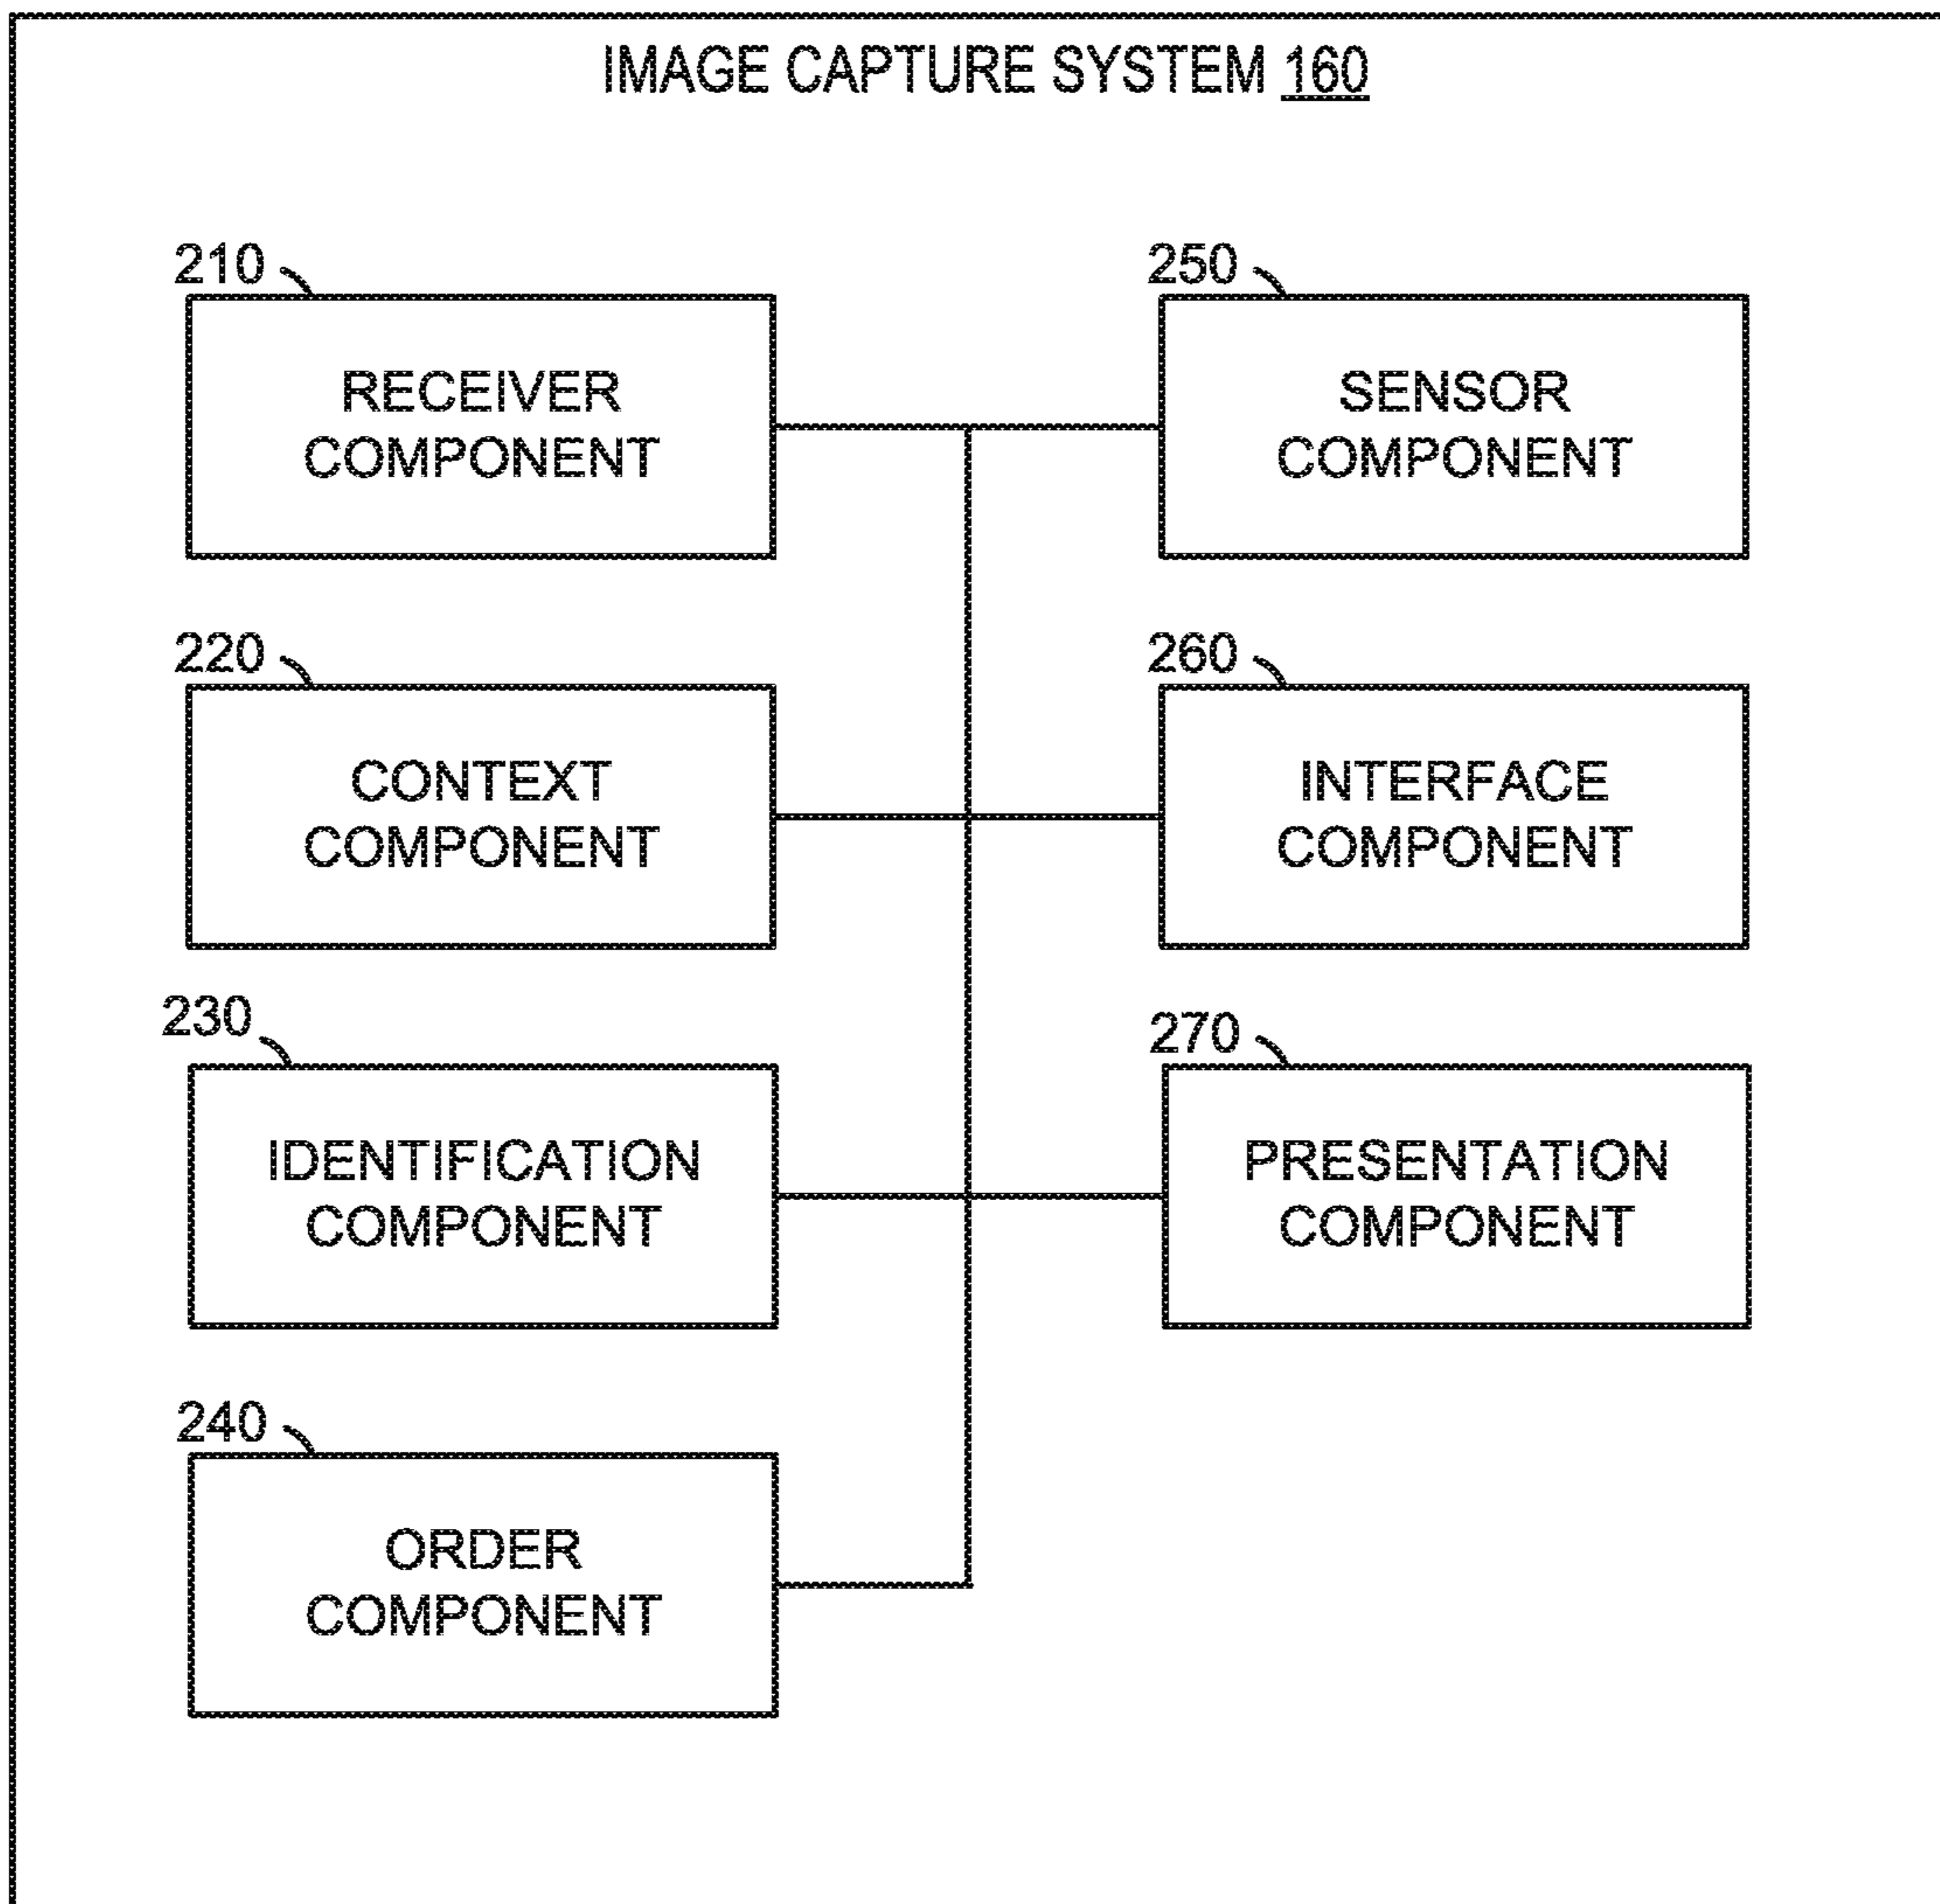 IMAGE CAPTURE SYSTEM 160
210
RECEIVER
COMPONENT
250
SENSOR
COMPONENT
220
CONTEXT
COMPONENT
260
INTERFACE
COMPONENT
230
IDENTIFICATION
COMPONENT
270
PRESENTATION
COMPONENT
240
ORDER
COMPONENT